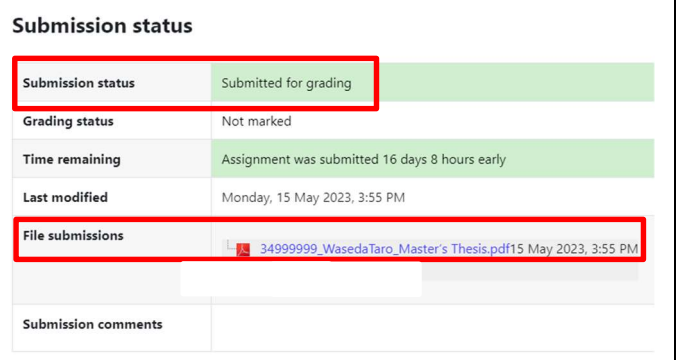 Submission status
Submission status Submitted for grading
Grading status Not marked
Time remaining Assignment was submitted 16 days 8 hours early
Last modified Monday, 15 May 2023, 3:55 PM
File submissions
34999999_WasedaTaro_Master's Thesis.pdf15 May 2023, 3:55 PM
Submission comments